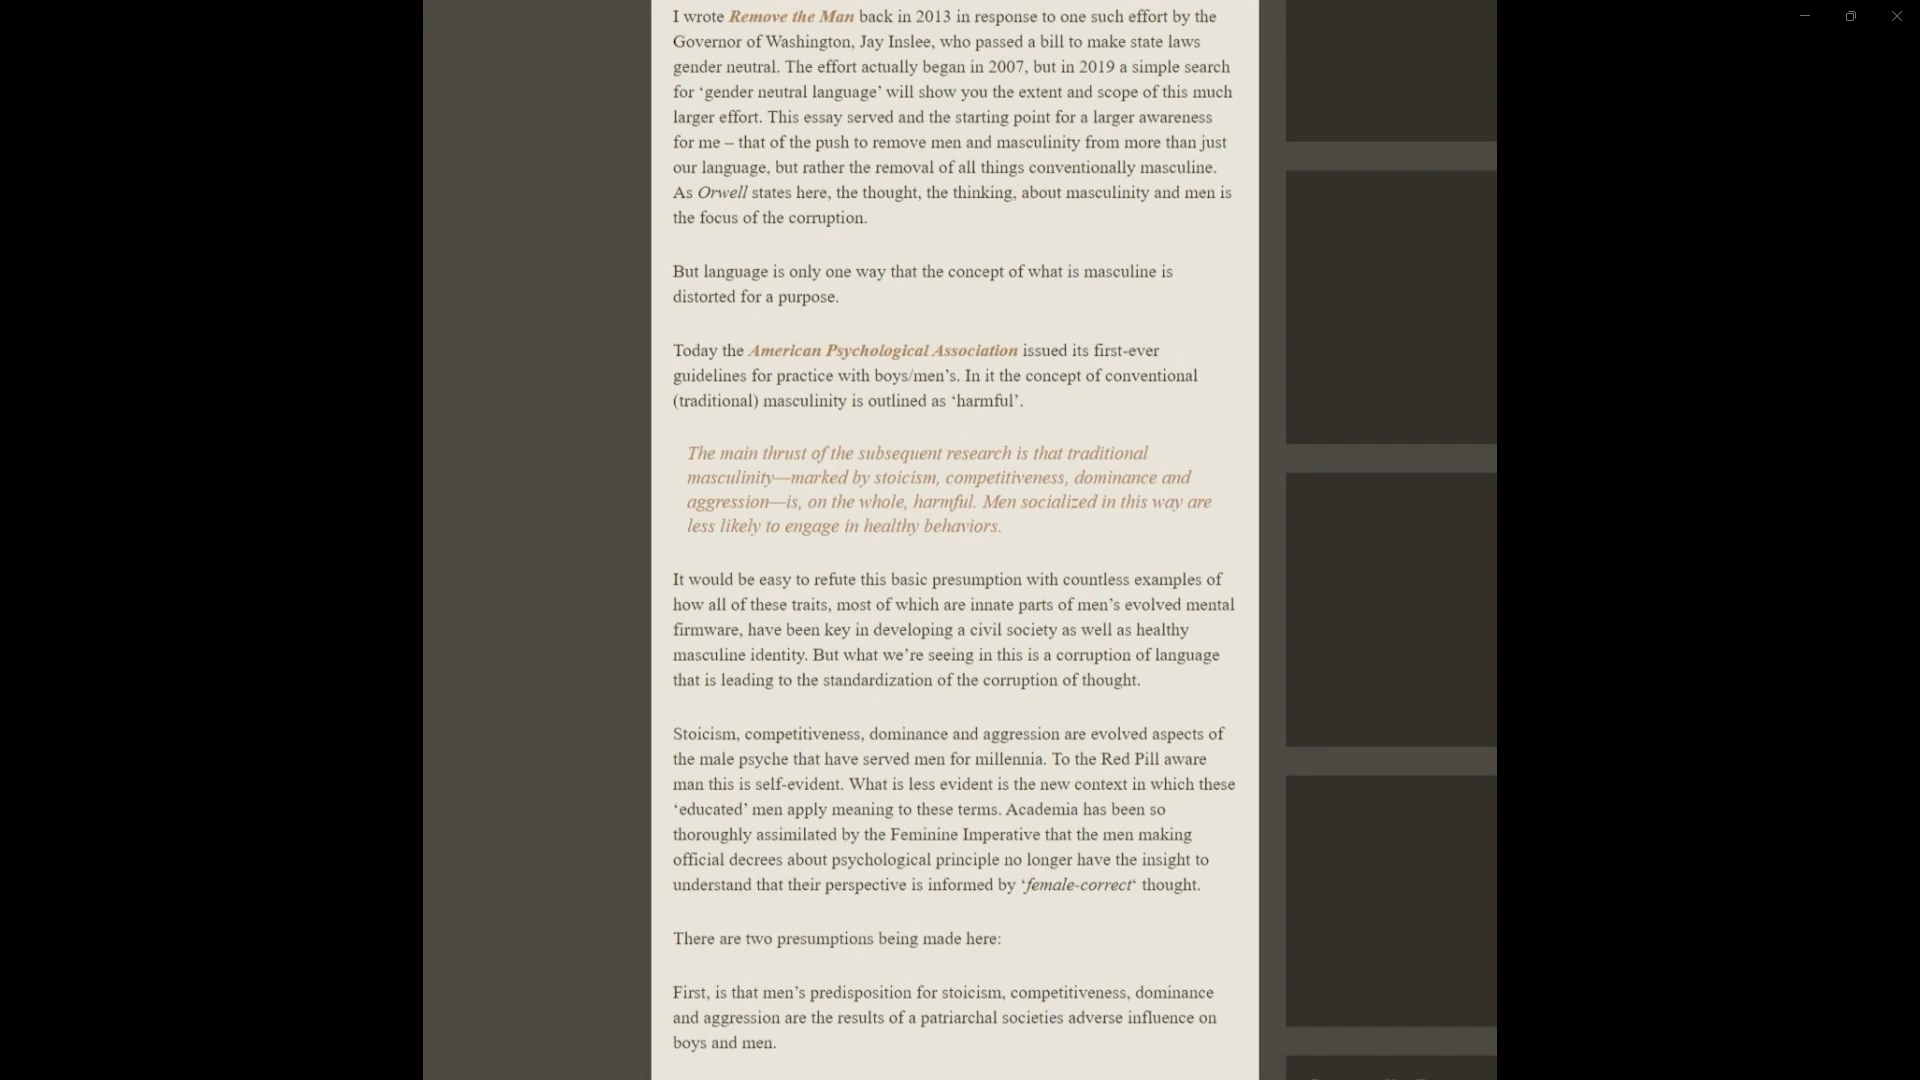 I wrote Remove the Man back in 2013 in response to one such effort by the
Governor of Washington, Jay Inslee, who passed a bill to make state laws
gender neutral. The effort actually began in 2007, but in 2019 a simple search
for ‘gender neutral language’ will show you the extent and scope of this much
larger effort. This essay served and the starting point for a larger awareness
for me – that of the push to remove men and masculinity from more than just
our language, but rather the removal of all things conventionally masculine.
As Orwell states here, the thought, the thinking, about masculinity and men is
the focus of the corruption.
But language is only one way that the concept of what is masculine is
distorted for a purpose.
Today the American Psychological Association issued its first-ever
guidelines for practice with boys/men’s. In it the concept of conventional
(traditional) masculinity is outlined as ‘harmful’.
The main thrust of the subsequent research is that traditional
masculinity—marked by stoicism, competitiveness, dominance and
aggression—is, on the whole, harmful. Men socialized in this way are
less likely to engage in healthy behaviors.
It would be easy to refute this basic presumption with countless examples of
how all of these traits, most of which are innate parts of men’s evolved mental
firmware, have been key in developing a civil society as well as healthy
masculine identity. But what we’re seeing in this is a corruption of language
that is leading to the standardization of the corruption of thought.
Stoicism, competitiveness, dominance and aggression are evolved aspects of
the male psyche that have served men for millennia. To the Red Pill aware
man this is self-evident. What is less evident is the new context in which these
‘educated’ men apply meaning to these terms. Academia has been so
thoroughly assimilated by the Feminine Imperative that the men making
official decrees about psychological principle no longer have the insight to
understand that their perspective is informed by ‘female-correct‘ thought.
There are two presumptions being made here:
First, is that men’s predisposition for stoicism, competitiveness, dominance
and aggression are the results of a patriarchal societies adverse influence on
boys and men.